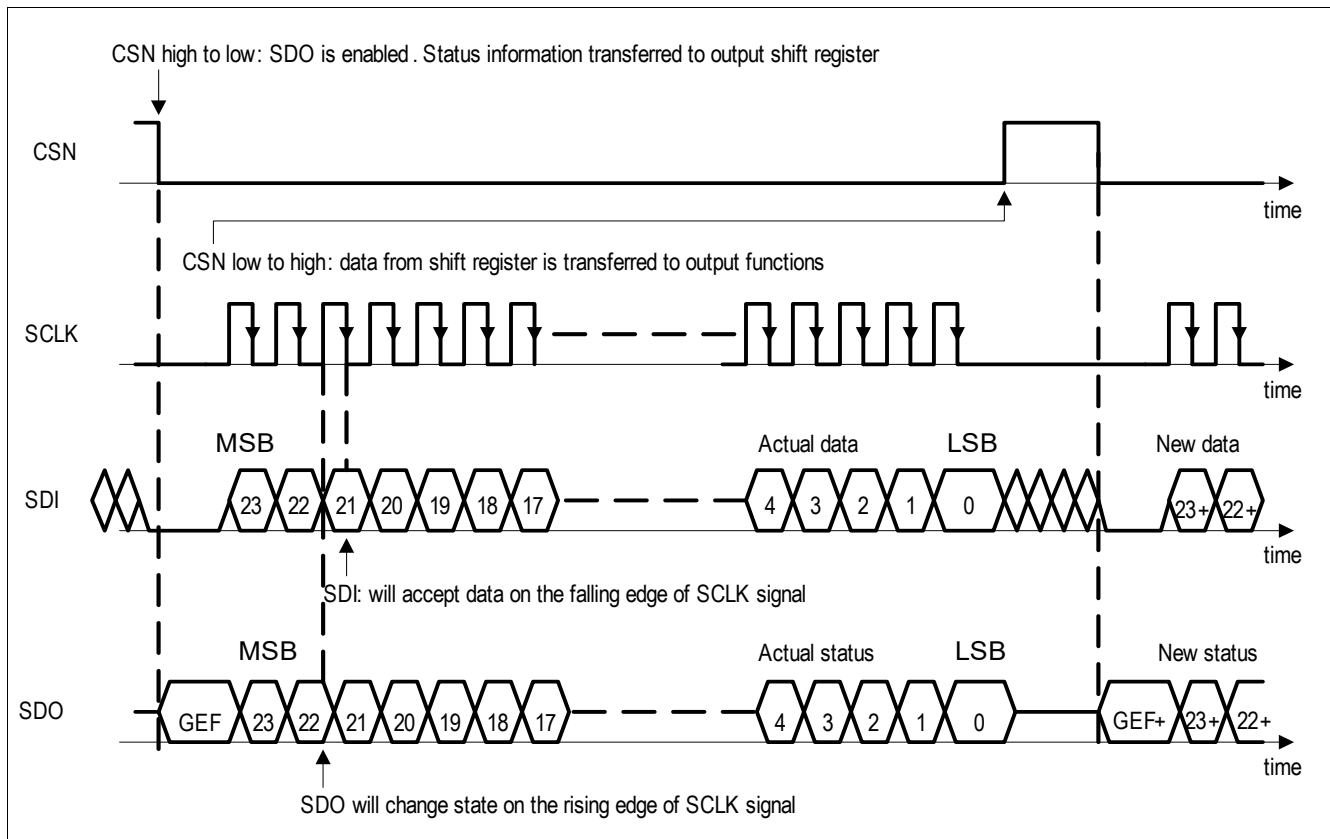 CSN high to low: SDO is enabled. Status information transferred to output shift register
CSN
time
CSN low to high: data from shift register is transferred to output functions
SCLK
time
MSB Actual data LSB New data
SDI 23 22 21 20 19 18 17 4 3 2 1 0 23+ 22+
time
SDI: will accept data on the falling edge of SCLK signal
MSB Actual status LSB New status
SDO GEF 23 22 21 20 19 18 17 4 3 2 1 0 GEF+ 23+ 22+
time
SDO will change state on the rising edge of SCLK signal